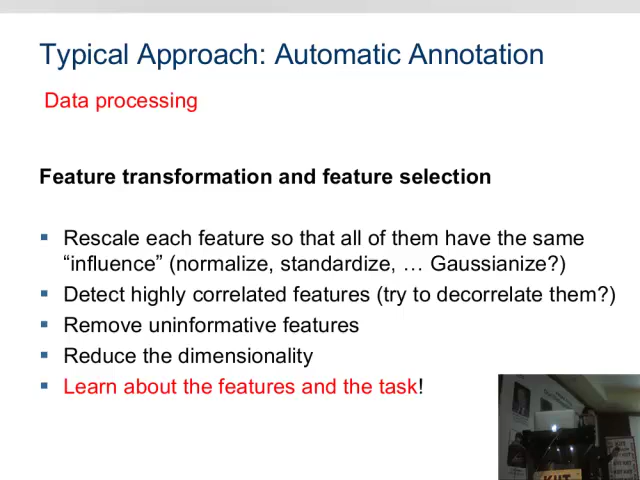 Typical Approach: Automatic Annotation
Data processing
Feature transformation and feature selection
▪ Rescale each feature so that all of them have the same
“influence” (normalize, standardize, … Gaussianize?)
▪ Detect highly correlated features (try to decorrelate them?)
▪ Remove uninformative features
▪ Reduce the dimensionality
▪ Learn about the features and the task!